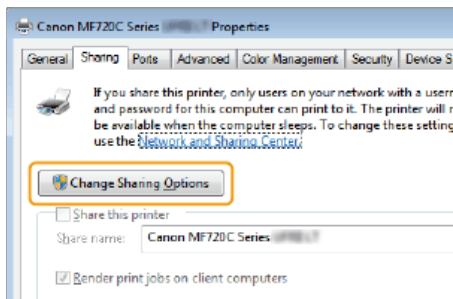 Canon MF720C Series Properties
General Sharing Ports Advanced Color Management Security Device S
If you share this printer, only users on your network with a usern
and password for this computer can print to it. The printer will r
be available when the computer sleeps. To change these setting
use the Network and Sharing Center.
Change Sharing Options
Share this printer
Share name: Canon MF720C Series
Render print jobs on client computers